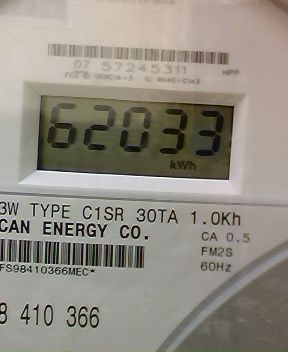 07 57245311
HPP
62033
kWh
3W TYPE C1SR 30TA 1.0Kh
CAN ENERGY CO.
CA 0.5
FM2S
60Hz
FS98410366MEC*
8 410 366